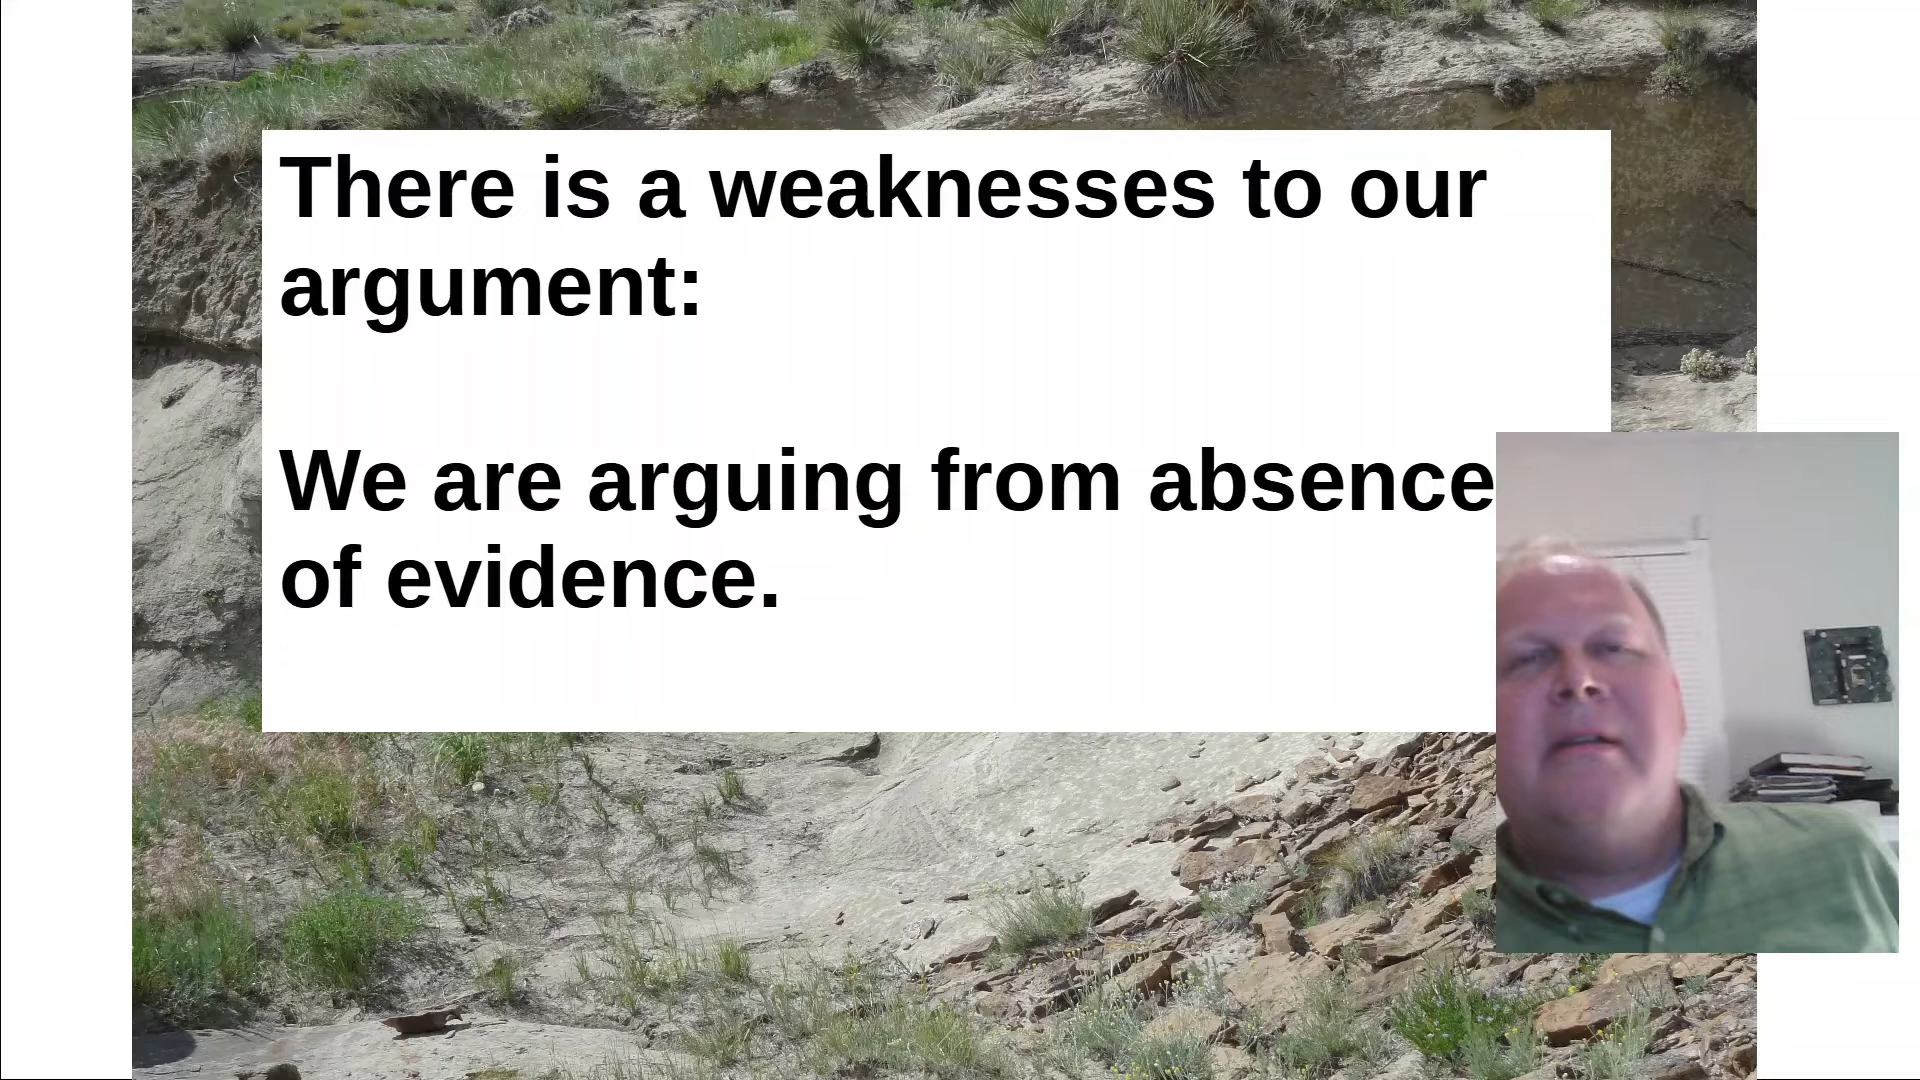 There is a weaknesses to our
argument:
We are arguing from absence
of evidence.